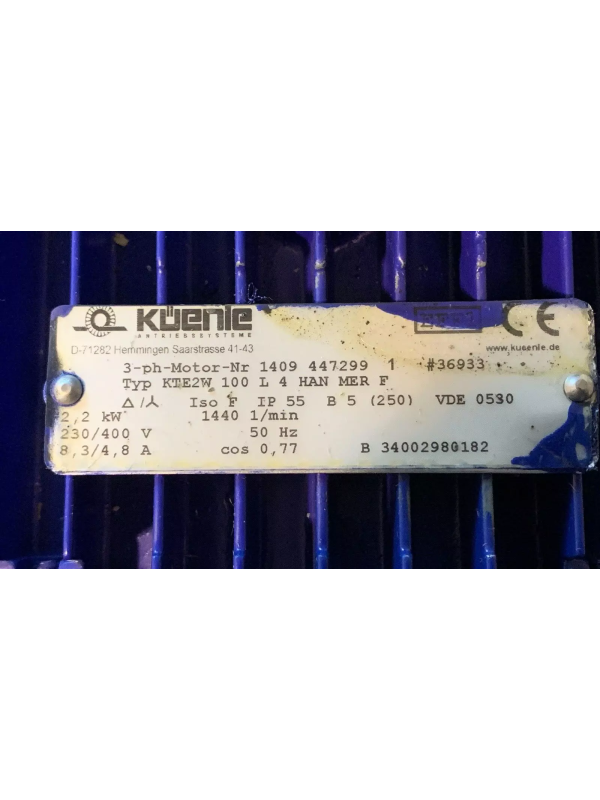 KÜENLE
ANTRIEBSSYSTEME
D-71282 Hemmingen Saarstrasse 41-43
CE
www.kuenle.de
3-ph-Motor-Nr 1409 447299 1 #36933
Typ KTE2W 100 L 4 HAN MER F
Δ/⅄ Iso F IP 55 B 5 (250) VDE 0530
2,2 kW 1440 1/min
230/400 V 50 Hz
8,3/4,8 A cos 0,77 B 34002980182